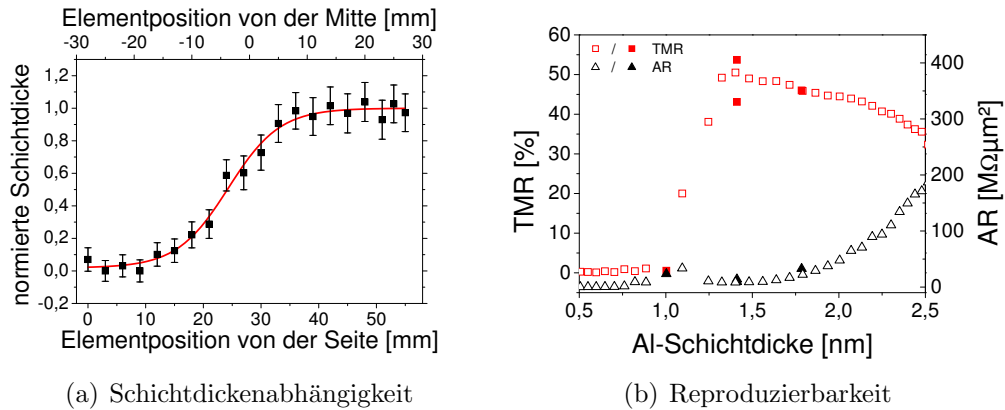 Elementposition von der Mitte [mm]
-30 -20 -10 0 10 20 30
1,2
1,0
0,8
0,6
0,4
0,2
0,0
-0,2
normierte Schichtdicke
0 10 20 30 40 50
Elementposition von der Seite [mm]
(a) Schichtdickenabhängigkeit
60
50
40
30
20
10
0
TMR [%]
/ TMR
/ AR
400
300
200
100
0
AR [MΩµm²]
0,5 1,0 1,5 2,0 2,5
Al-Schichtdicke [nm]
(b) Reproduzierbarkeit